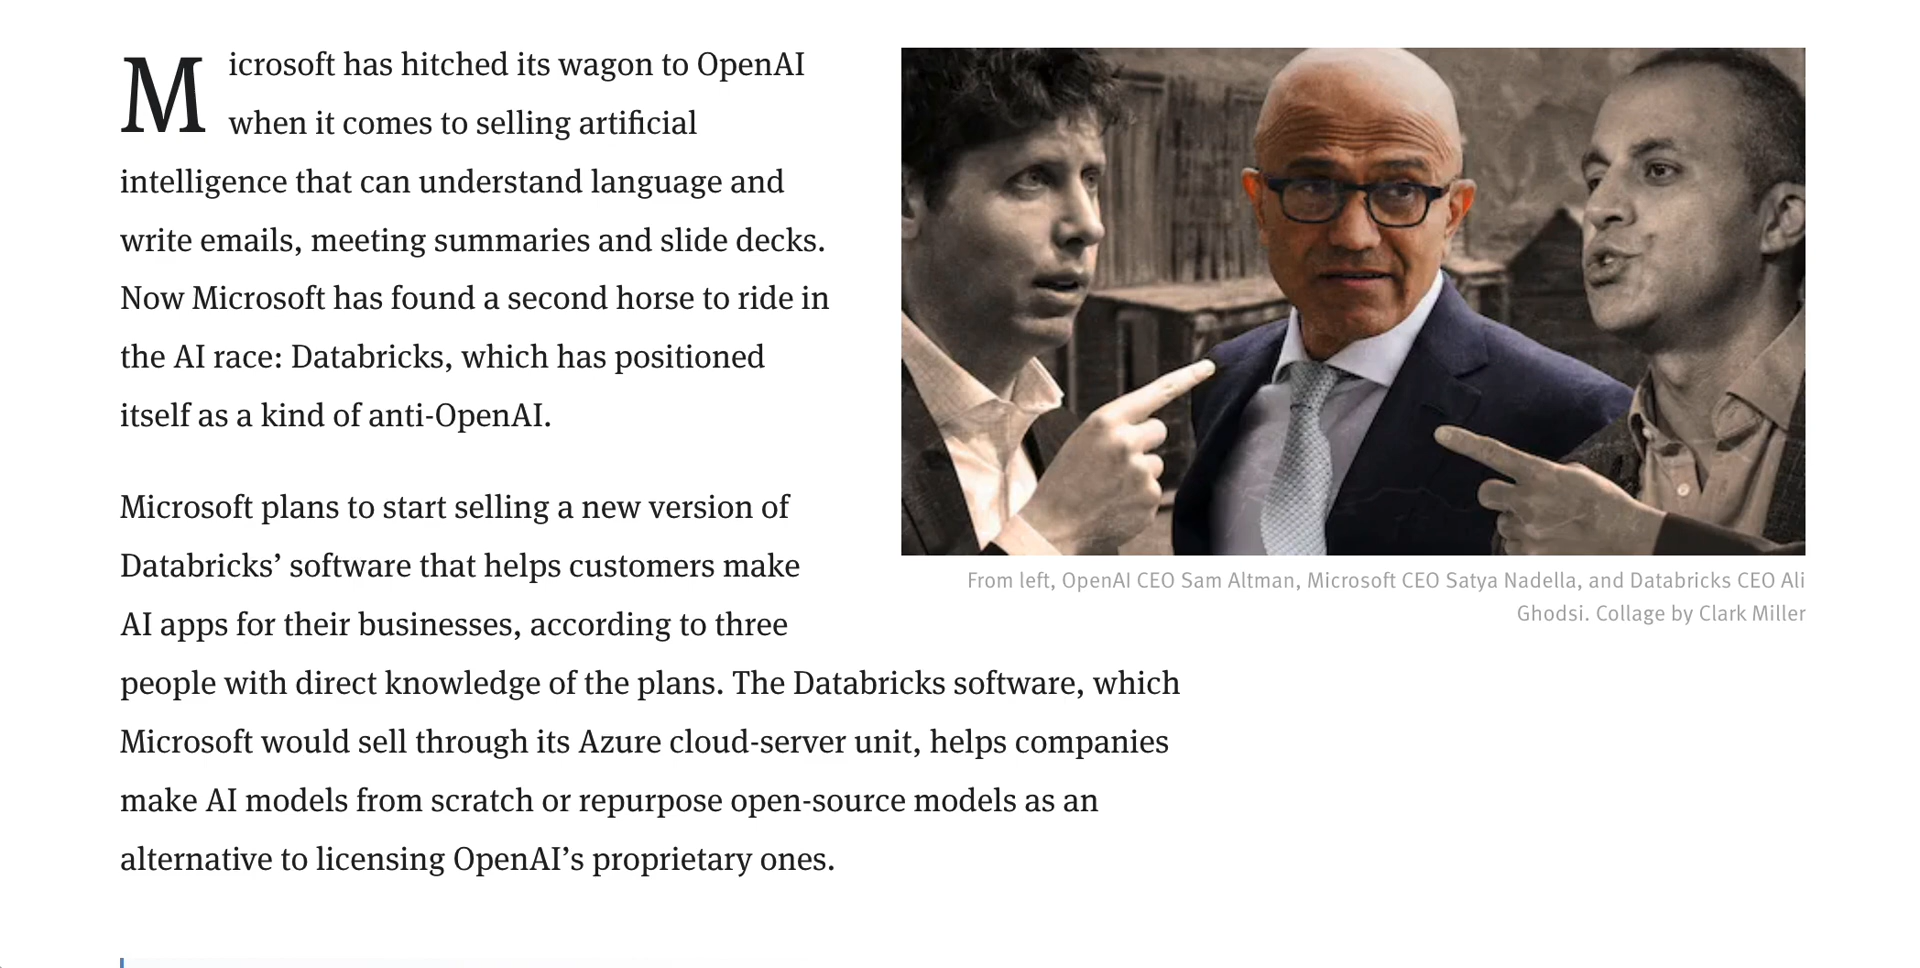 Microsoft has hitched its wagon to OpenAI
when it comes to selling artificial
intelligence that can understand language and
write emails, meeting summaries and slide decks.
Now Microsoft has found a second horse to ride in
the AI race: Databricks, which has positioned
itself as a kind of anti-OpenAI.
Microsoft plans to start selling a new version of
Databricks’ software that helps customers make
AI apps for their businesses, according to three
people with direct knowledge of the plans. The Databricks software, which
Microsoft would sell through its Azure cloud-server unit, helps companies
make AI models from scratch or repurpose open-source models as an
alternative to licensing OpenAI’s proprietary ones.
From left, OpenAI CEO Sam Altman, Microsoft CEO Satya Nadella, and Databricks CEO Ali
Ghodsi. Collage by Clark Miller